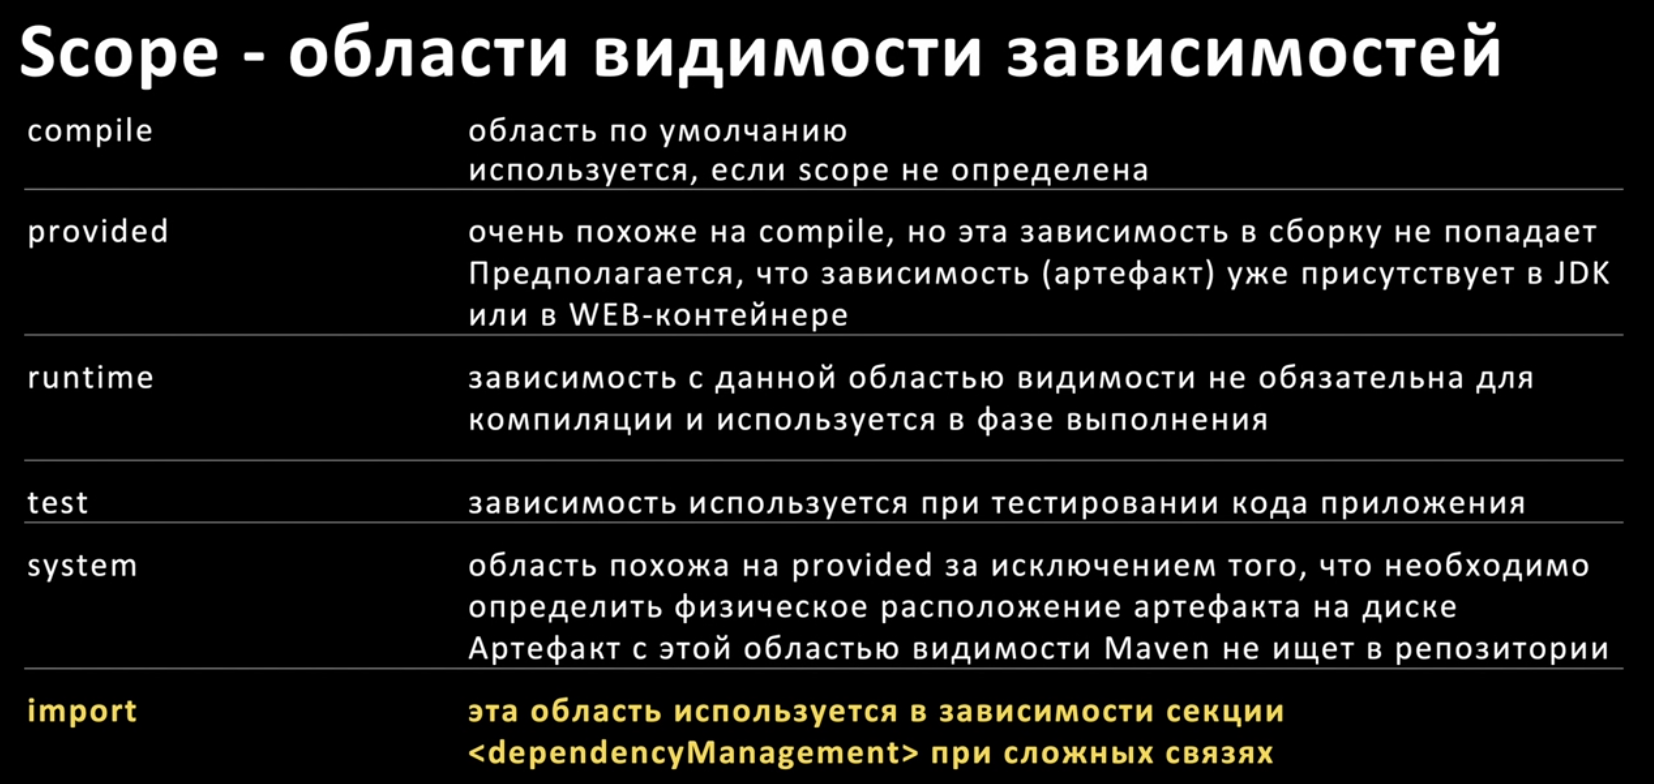 Scope - области видимости зависимостей
compile
область по умолчанию
используется, если scope не определена
provided
очень похоже на compile, но эта зависимость в сборку не попадает
Предполагается, что зависимость (артефакт) уже присутствует в JDK
или в WEB-контейнере
runtime
зависимость с данной областью видимости не обязательна для
компиляции и используется в фазе выполнения
test
зависимость используется при тестировании кода приложения
system
область похожа на provided за исключением того, что необходимо
определить физическое расположение артефакта на диске
Артефакт с этой областью видимости Maven не ищет в репозитории
import
эта область используется в зависимости секции
<dependencyManagement> при сложных связях